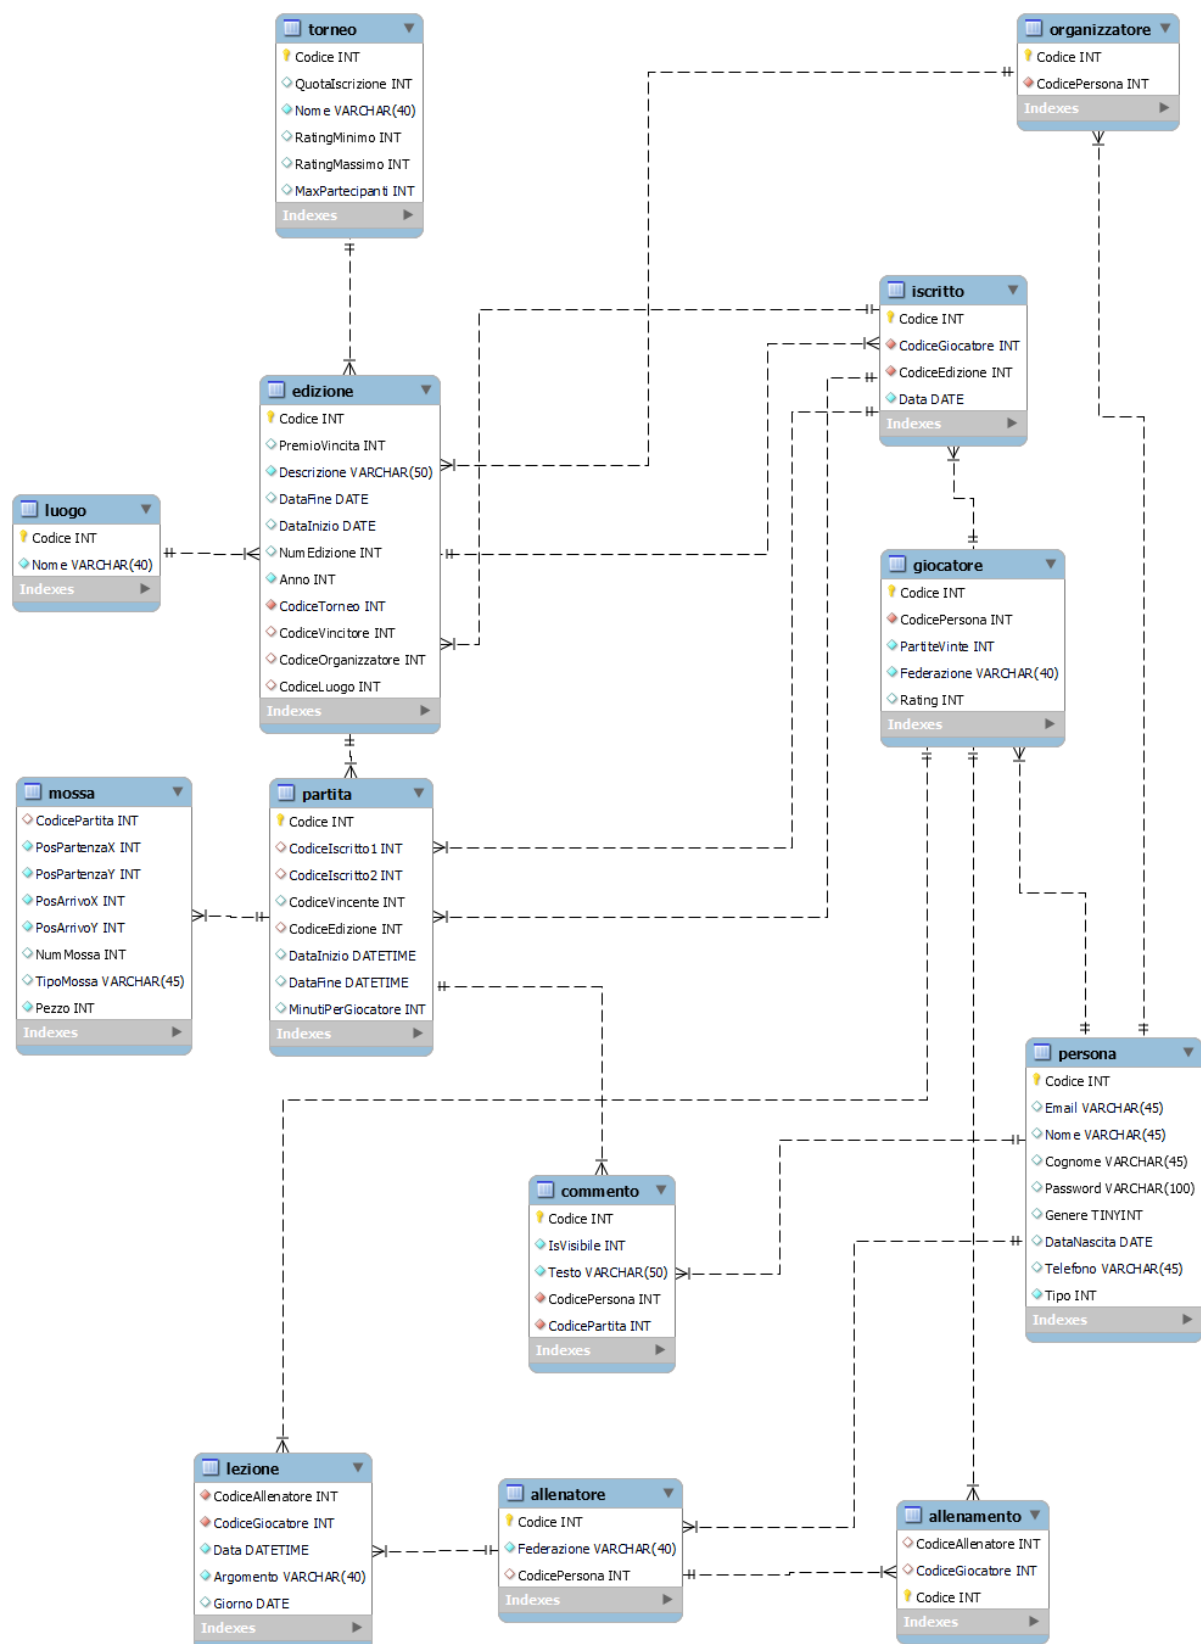 torneo
Codice INT
QuotaIscrizione INT
Nome VARCHAR(40)
RatingMinimo INT
RatingMassimo INT
MaxPartecipanti INT
Indexes
organizzatore
Codice INT
CodicePersona INT
Indexes
iscritto
Codice INT
CodiceGiocatore INT
CodiceEdizione INT
Data DATE
Indexes
edizione
Codice INT
PremioVincita INT
Descrizione VARCHAR(50)
DataFine DATE
DataInizio DATE
NumEdizione INT
Anno INT
CodiceTorneo INT
CodiceVincitore INT
CodiceOrganizzatore INT
CodiceLuogo INT
Indexes
luogo
Codice INT
Nome VARCHAR(40)
Indexes
giocatore
Codice INT
CodicePersona INT
PartiteVinte INT
Federazione VARCHAR(40)
Rating INT
Indexes
mossa
CodicePartita INT
PosPartenzaX INT
PosPartenzaY INT
PosArrivoX INT
PosArrivoY INT
NumMossa INT
TipoMossa VARCHAR(45)
Pezzo INT
Indexes
partita
Codice INT
CodiceIscritto1 INT
CodiceIscritto2 INT
CodiceVincente INT
CodiceEdizione INT
DataInizio DATETIME
DataFine DATETIME
MinutiPerGiocatore INT
Indexes
persona
Codice INT
Email VARCHAR(45)
Nome VARCHAR(45)
Cognome VARCHAR(45)
Password VARCHAR(100)
Genere TINYINT
DataNascita DATE
Telefono VARCHAR(45)
Tipo INT
Indexes
commento
Codice INT
IsVisibile INT
Testo VARCHAR(50)
CodicePersona INT
CodicePartita INT
Indexes
lezione
CodiceAllenatore INT
CodiceGiocatore INT
Data DATETIME
Argomento VARCHAR(40)
Giorno DATE
Indexes
allenatore
Codice INT
Federazione VARCHAR(40)
CodicePersona INT
Indexes
allenamento
CodiceAllenatore INT
CodiceGiocatore INT
Codice INT
Indexes